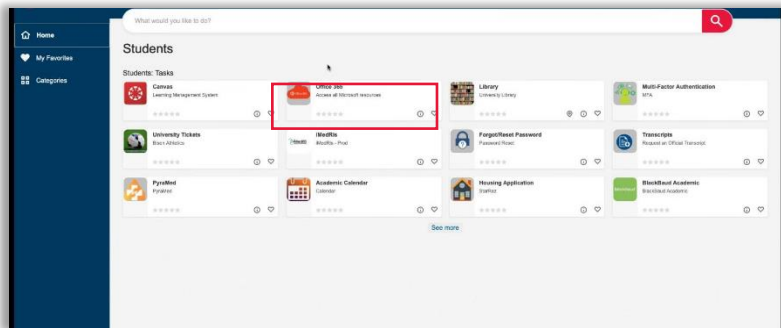 What would you like to do?
Home
My Favorites
Categories
Students
Students: Tasks
Canvas
Learning Management System
Office 365
Access all Microsoft resources
Library
University Library
Multi-Factor Authentication
MFA
University Tickets
iMedRIs
iMedRIs - Prod
Forgot/Reset Password
Password Reset
Transcripts
Request an Official Transcript
PyraMed
PyraMed
Academic Calendar
Calendar
Housing Application
StarRez
BlackBaud Academic
BlackBaud Academic
See more